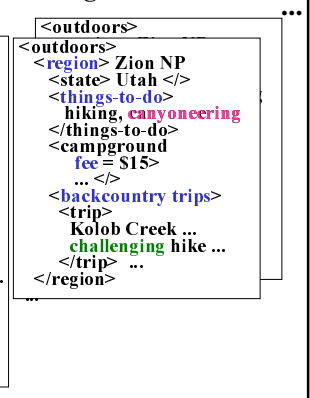 ...
<outdoors>
<outdoors>
<region> Zion NP
<state> Utah </>
<things-to-do>
hiking, canyoneering
</things-to-do>
<campground
fee = $15>
... </>
<backcountry trips>
<trip>
Kolob Creek ...
challenging hike ...
</trip> ...
</region>
...